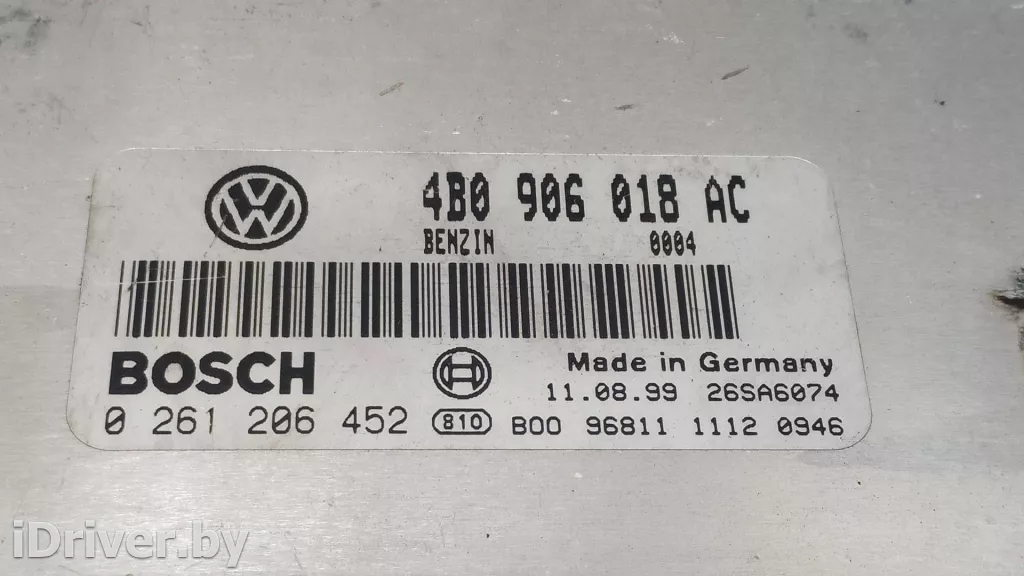 4B0 906 018 AC
BENZIN 0004
BOSCH
Made in Germany
11.08.99 26SA6074
0 261 206 452 810 B00 96811 1112 0946
iDriver.by